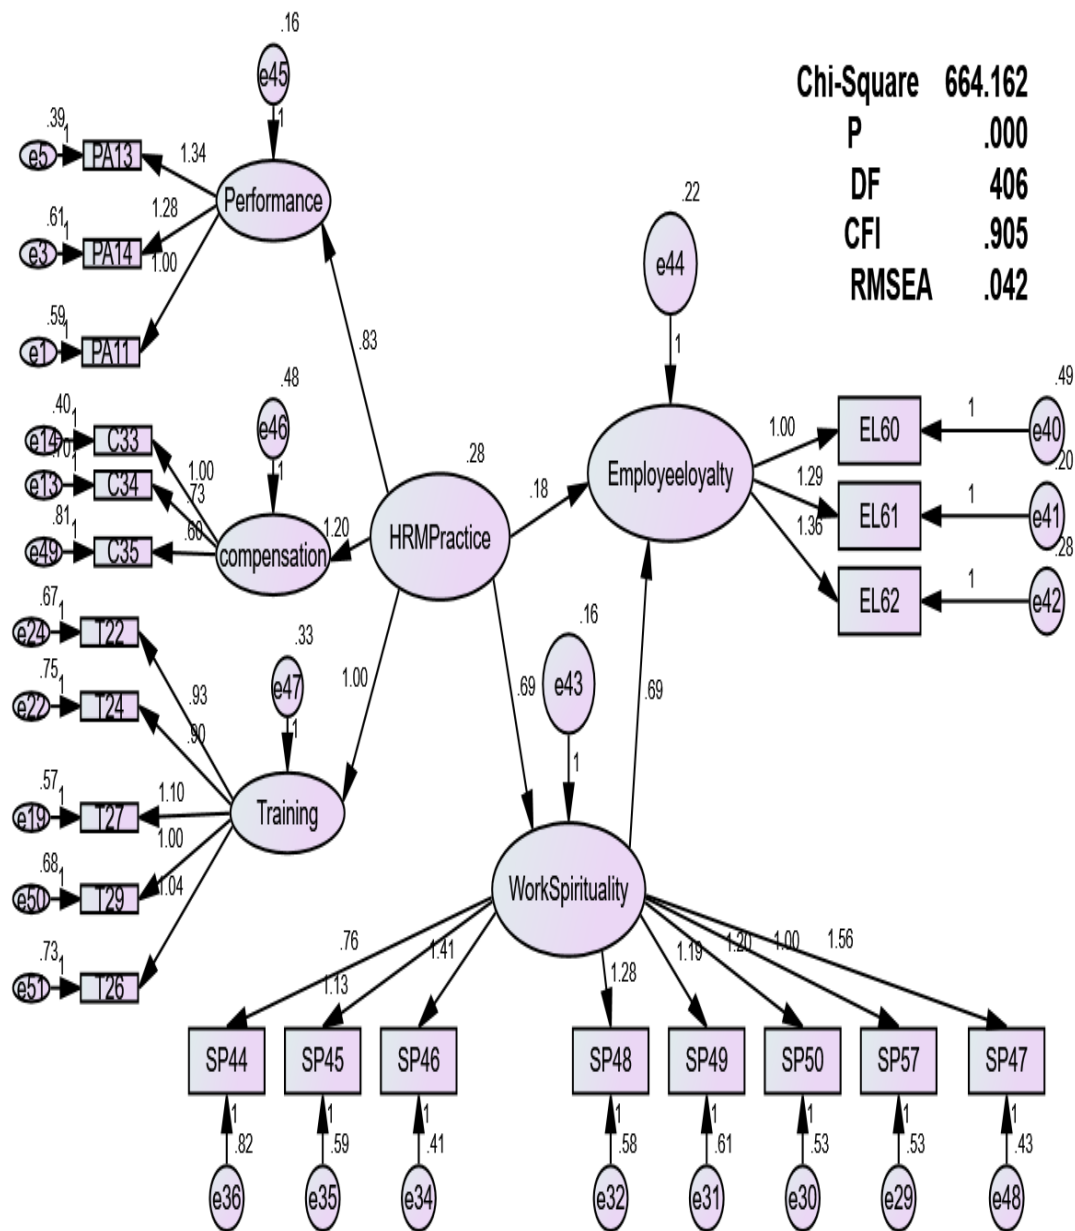 Chi-Square 664.162
P .000
DF 406
CFI .905
RMSEA .042
.16
e45
1
.39
e5
1
PA13
1.34
Performance
.61
e3
1
PA14
1.28
.59
e1
1
PA11
1.00
.83
.22
e44
1
.48
e46
1
.40
e14
1
C33
1.00
e13
1
C34
.73
.81
e49
C35
.60
compensation
1.20
.28
HRMPractice
.18
Employeeloyalty
1.00
EL60
1
.49
e40
1.29
EL61
1
.20
e41
1.36
EL62
1
.28
e42
.67
e24
1
T22
.93
.75
e22
1
T24
.90
.33
e47
1
1.00
.57
e19
1
T27
1.10
Training
.68
e50
1
T29
1.00
.73
e51
1
T26
1.04
.69
.16
e43
1
.69
WorkSpirituality
.76
1.13
1.41
1.28
1.19
1.20
1.00
1.56
SP44
SP45
SP46
SP48
SP49
SP50
SP57
SP47
1
1
1
1
1
1
1
1
.82
.59
.41
.58
.61
.53
.53
.43
e36
e35
e34
e32
e31
e30
e29
e48